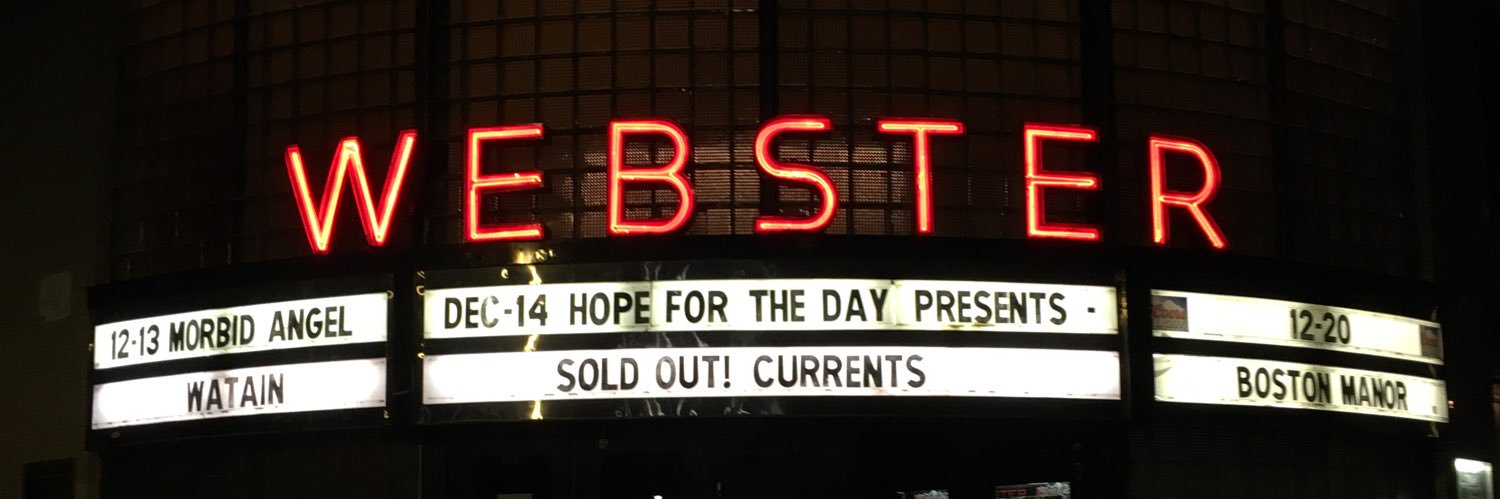 WEBSTER
12-13 MORBID ANGEL
WATAIN
DEC-14 HOPE FOR THE DAY PRESENTS -
SOLD OUT! CURRENTS
Coors
12-20
BOSTON MANOR